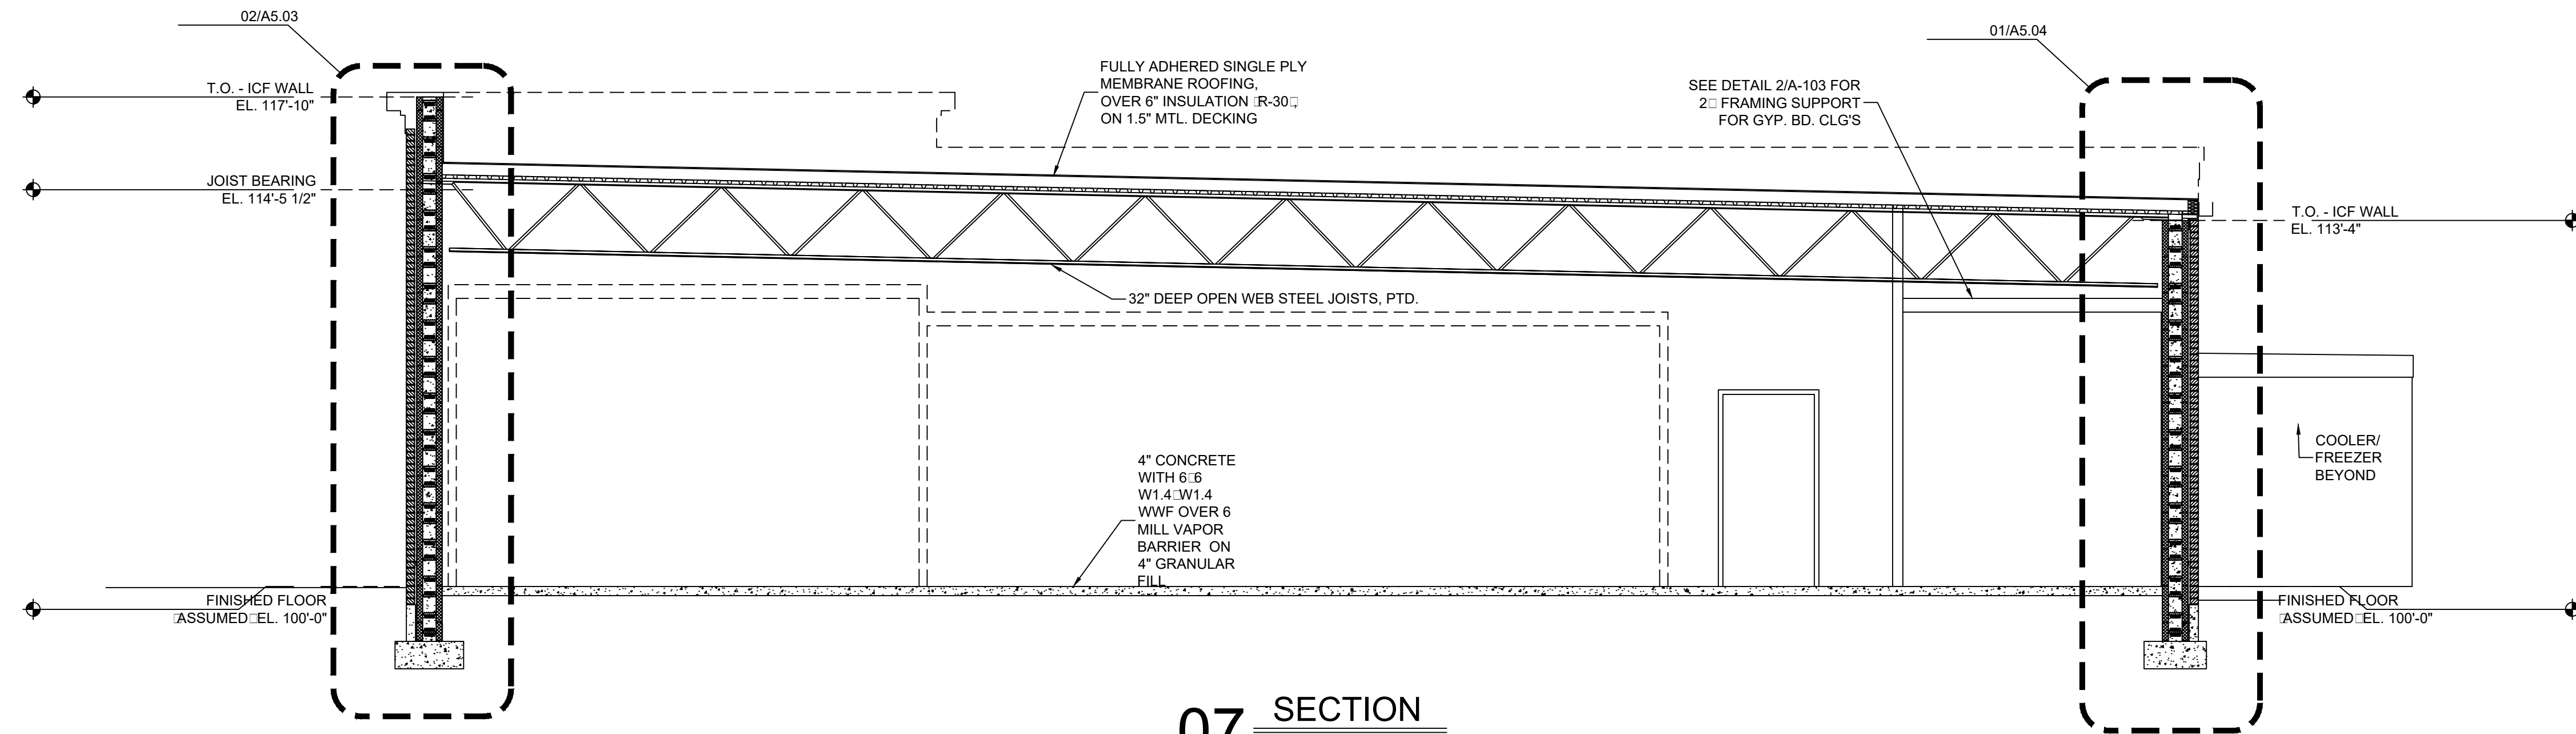 02/A5.03
01/A5.04
T.O. - ICF WALL
EL. 117'-10"
FULLY ADHERED SINGLE PLY
MEMBRANE ROOFING,
OVER 6" INSULATION □R-30□,
ON 1.5" MTL. DECKING
SEE DETAIL 2/A-103 FOR
2□ FRAMING SUPPORT
FOR GYP. BD. CLG'S
JOIST BEARING
EL. 114'-5 1/2"
T.O. - ICF WALL
EL. 113'-4"
32" DEEP OPEN WEB STEEL JOISTS, PTD.
4" CONCRETE
WITH 6□6
W1.4□W1.4
WWF OVER 6
MILL VAPOR
BARRIER ON
4" GRANULAR
FILL
COOLER/
FREEZER
BEYOND
FINISHED FLOOR
□ASSUMED□EL. 100'-0"
FINISHED FLOOR
□ASSUMED□EL. 100'-0"
07 SECTION